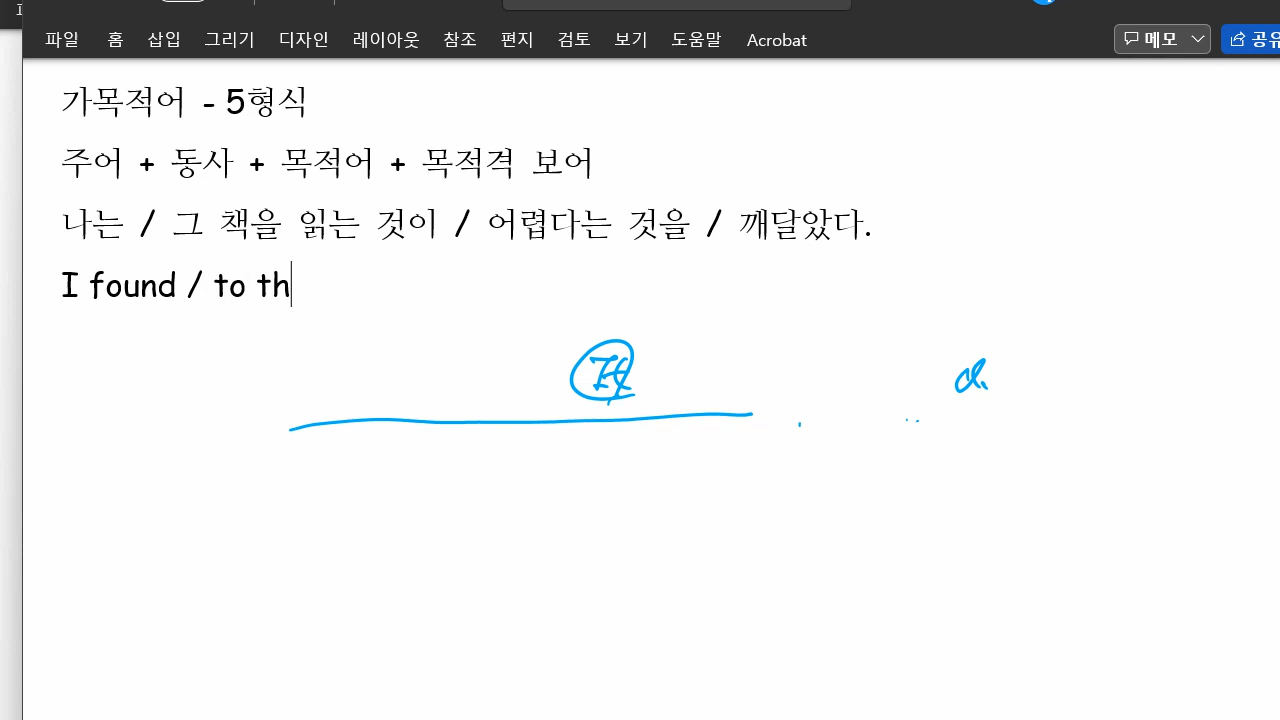 파일 홈 삽입 그리기 디자인 레이아웃 참조 편지 검토 보기 도움말 Acrobat 메모 공유
가목적어 - 5형식
주어 + 동사 + 목적어 + 목적격 보어
나는 / 그 책을 읽는 것이 / 어렵다는 것을 / 깨달았다.
I found / to th